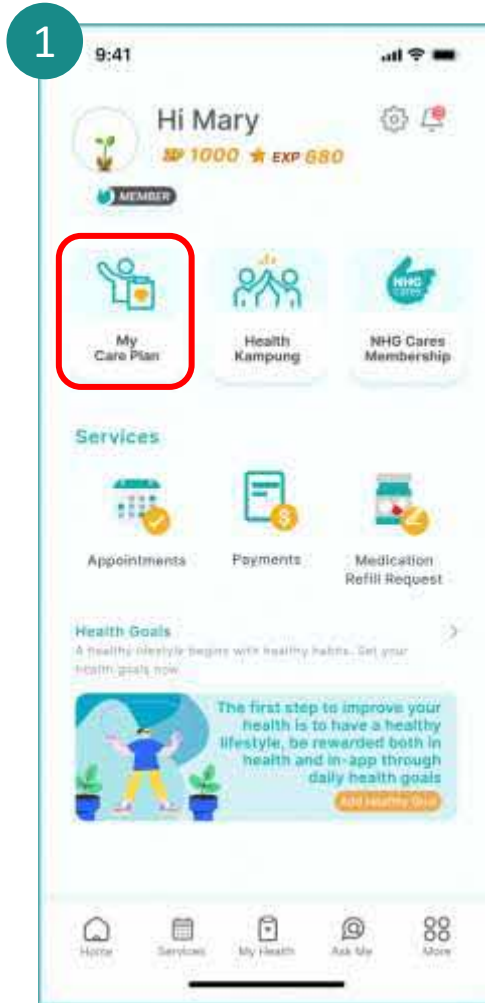 1
9:41
Hi Mary
1000 EXP 680
MEMBER
NHG
cares
My
Care Plan
Health
Kampung
NHG Cares
Membership
Services
Appointments
Payments
Medication
Refill Request
Health Goals
A healthy lifestyle begins with healthy habits. Set your
health goals now
The first step to improve your
health is to have a healthy
lifestyle, be rewarded both in
health and in-app through
daily health goals
Add Healthy Goal
Home
Services
My Health
Ask Me
More